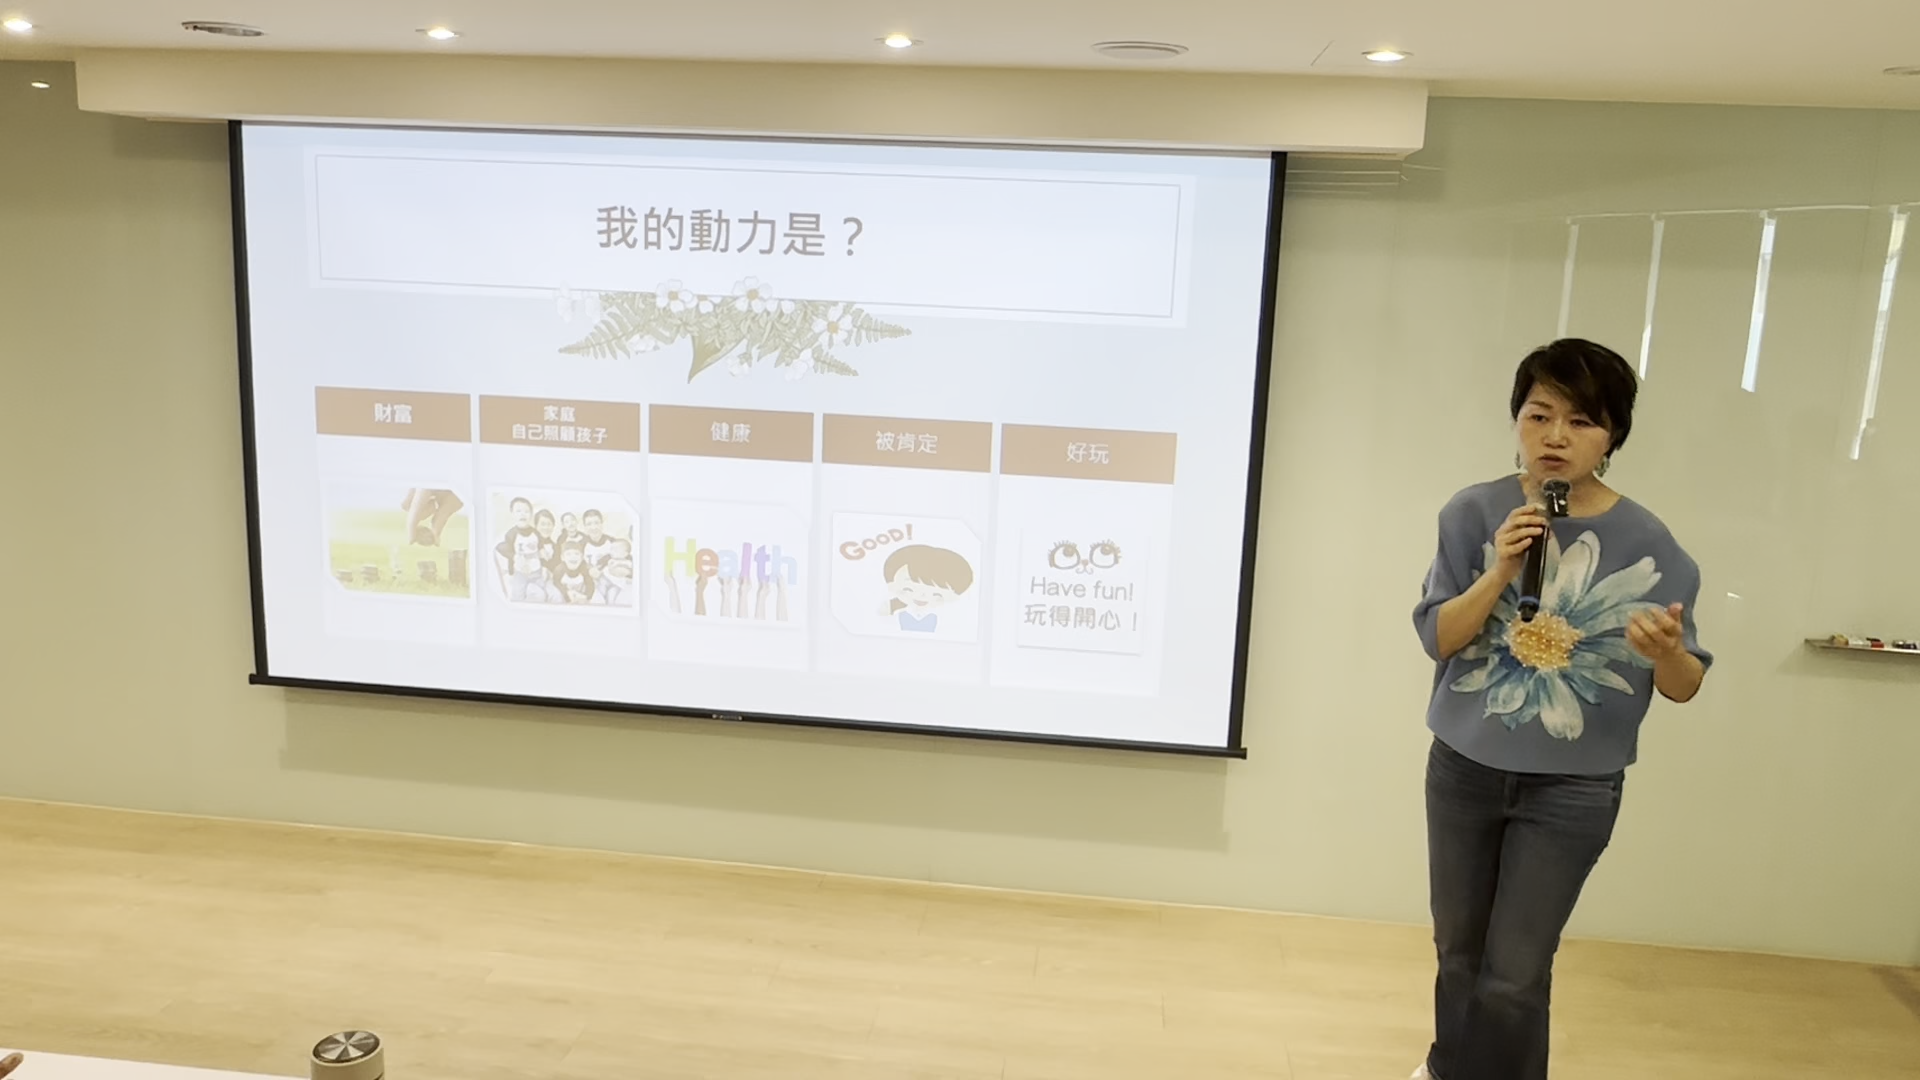 我的動力是？
財富
家庭
自己照顧孩子
健康
被肯定
好玩
Health
GOOD!
Have fun!
玩得開心！